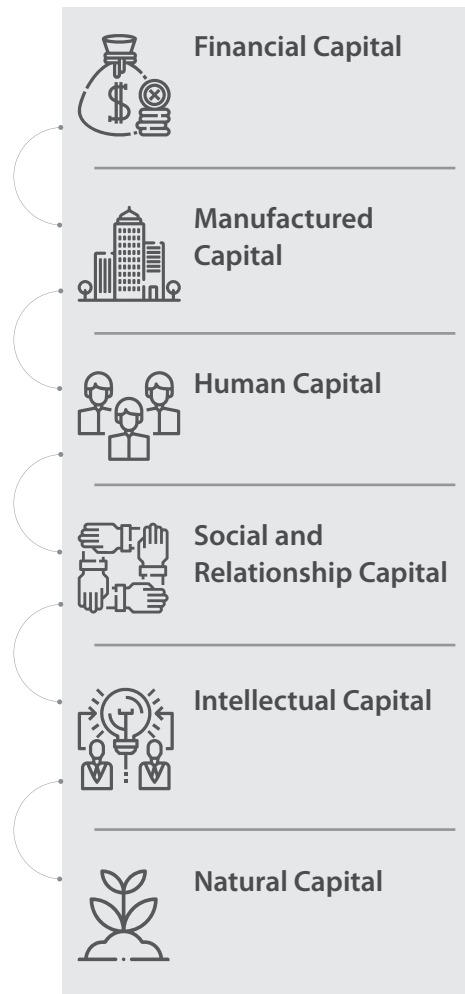 Financial Capital
Manufactured
Capital
Human Capital
Social and
Relationship Capital
Intellectual Capital
Natural Capital